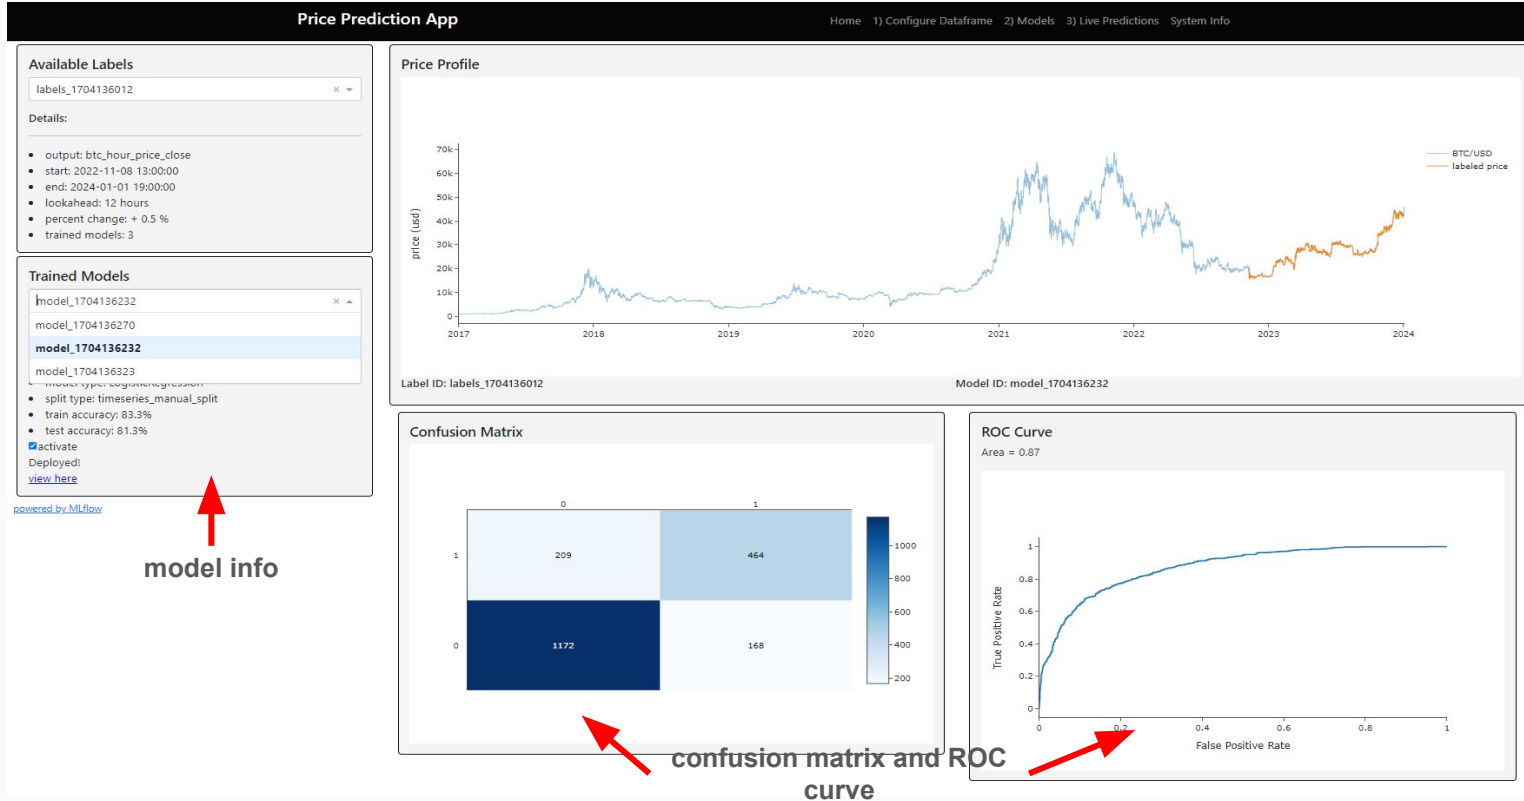 Price Prediction App
Home 1) Configure Dataframe 2) Models 3) Live Predictions System Info
Available Labels
labels_1704136012
Details:
output: btc_hour_price_close
start: 2022-11-08 13:00:00
end: 2024-01-01 19:00:00
lookahead: 12 hours
percent change: + 0.5 %
trained models: 3
Trained Models
model_1704136232
model_1704136270
model_1704136232
model_1704136323
model type: LogisticRegression
split type: timeseries_manual_split
train accuracy: 83.3%
test accuracy: 81.3%
activate
Deployed!
view here
powered by MLflow
model info
Price Profile
price (usd)
70k
60k
50k
40k
30k
20k
10k
0
2017 2018 2019 2020 2021 2022 2023 2024
BTC/USD
labeled price
Label ID: labels_1704136012
Model ID: model_1704136232
Confusion Matrix
0 1
1 209 464
0 1172 168
1000
800
600
400
200
ROC Curve
Area = 0.87
True Positive Rate
1
0.8
0.6
0.4
0.2
0
0 0.2 0.4 0.6 0.8 1
False Positive Rate
confusion matrix and ROC
curve